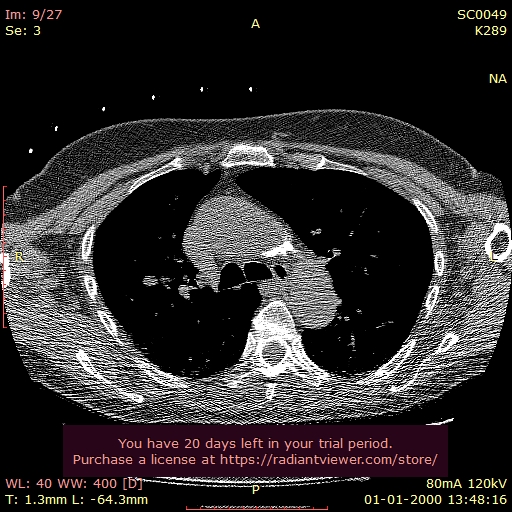 Im: 9/27
Se: 3
A
SC0049
K289
NA
R
L
You have 20 days left in your trial period.
Purchase a license at https://radiantviewer.com/store/
WL: 40 WW: 400 [D]
T: 1.3mm L: -64.3mm
P
80mA 120kV
01-01-2000 13:48:16